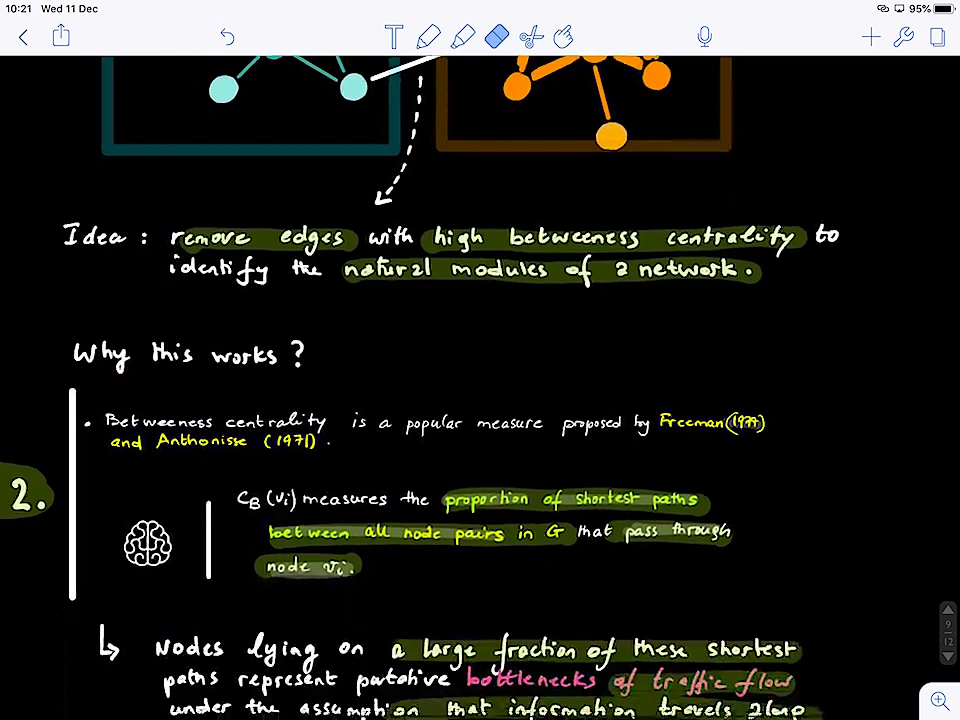 10:21 Wed 11 Dec
95%
Idea : remove edges with high betweeness centrality to
identify the natural modules of a network.
Why this works ?
• Betweeness centrality is a popular measure proposed by Freeman
and Anthonisse (1971).
2.
CB (vi) measures the proportion of shortest paths
between all node pairs in G that pass through
node vi.
↳ Nodes lying on a large fraction of these shortest
paths represent putative bottlenecks of traffic flow
under the assumption that information travels along
9
12